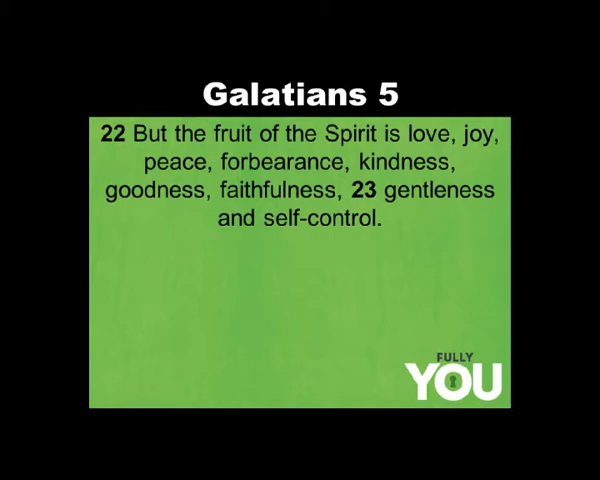 Galatians 5
22 But the fruit of the Spirit is love, joy,
peace, forbearance, kindness,
goodness, faithfulness, 23 gentleness
and self-control.
FULLY
YOU